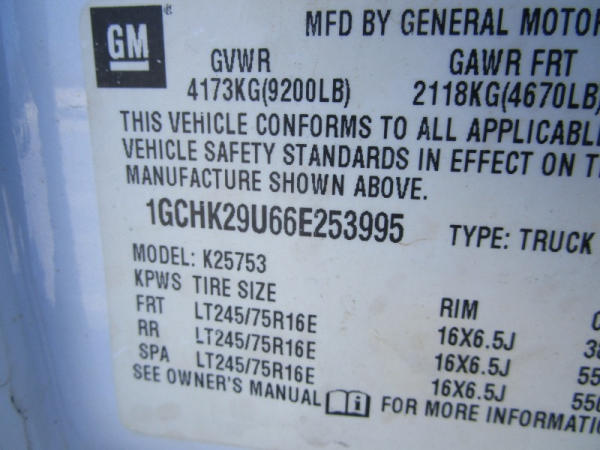 GM
MFD BY GENERAL MOTOR
GVWR
GAWR FRT
4173KG(9200LB)
2118KG(4670LB)
THIS VEHICLE CONFORMS TO ALL APPLICABL
VEHICLE SAFETY STANDARDS IN EFFECT ON T
MANUFACTURE SHOWN ABOVE.
1GCHK29U66E253995
TYPE: TRUCK
MODEL: K25753
KPWS TIRE SIZE
RIM
FRT LT245/75R16E
16X6.5J
RR LT245/75R16E
16X6.5J
55
SPA LT245/75R16E
16X6.5J
550
SEE OWNER'S MANUAL
FOR MORE INFORMATI